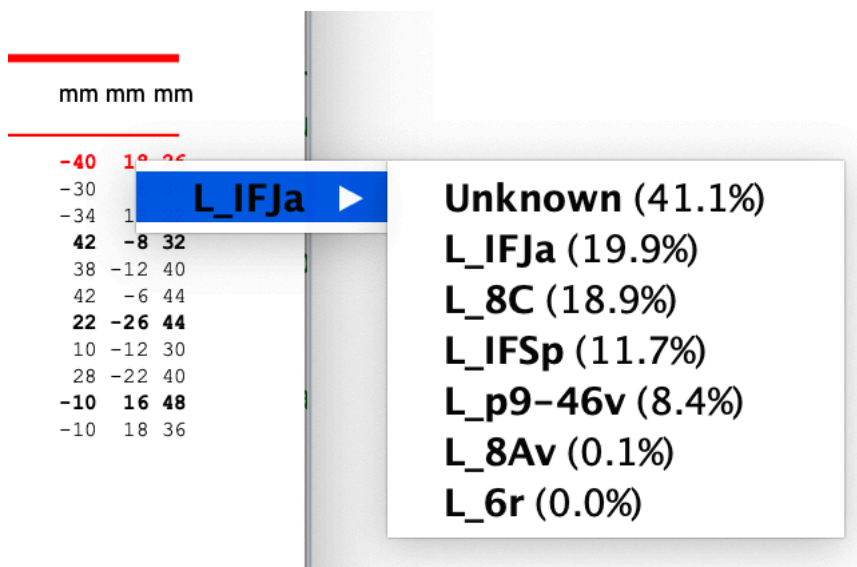 mm mm mm
-40 18
-30
-34
42 -8 32
38 -12 40
42 -6 44
22 -26 44
10 -12 30
28 -22 40
-10 16 48
-10 18 36
L_IFJa ▶
Unknown (41.1%)
L_IFJa (19.9%)
L_8C (18.9%)
L_IFSp (11.7%)
L_p9-46v (8.4%)
L_8Av (0.1%)
L_6r (0.0%)